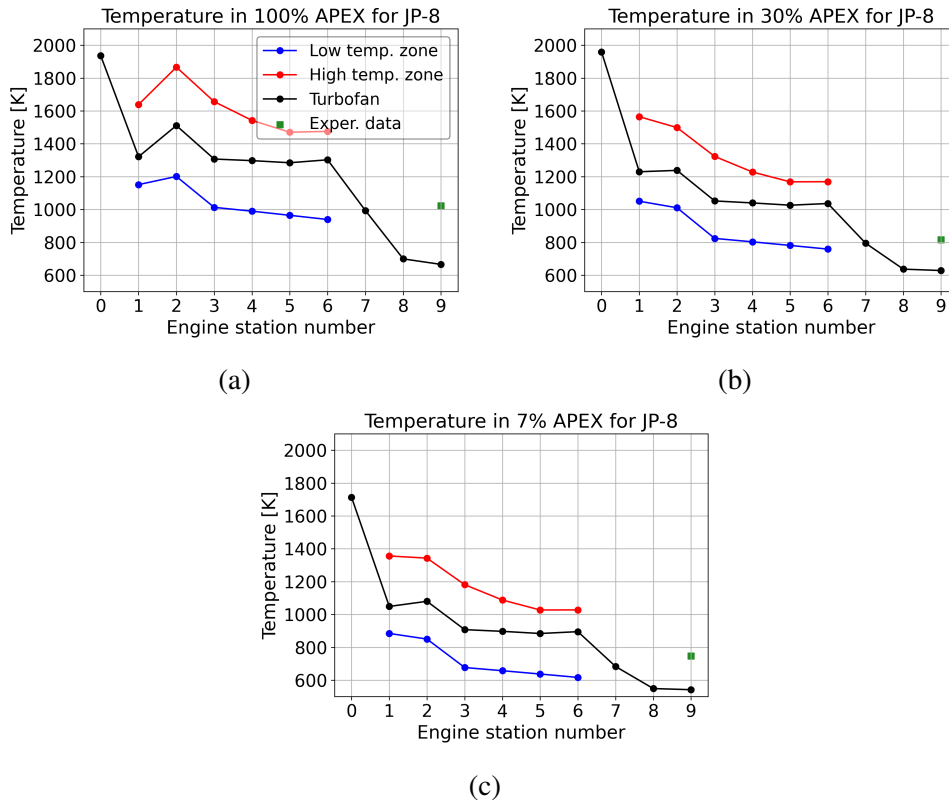 Temperature in 100% APEX for JP-8
2000
1800
1600
1400
1200
1000
800
600
Temperature [K]
Low temp. zone
High temp. zone
Turbofan
Exper. data
0 1 2 3 4 5 6 7 8 9
Engine station number
(a)
Temperature in 30% APEX for JP-8
2000
1800
1600
1400
1200
1000
800
600
Temperature [K]
0 1 2 3 4 5 6 7 8 9
Engine station number
(b)
Temperature in 7% APEX for JP-8
2000
1800
1600
1400
1200
1000
800
600
Temperature [K]
0 1 2 3 4 5 6 7 8 9
Engine station number
(c)